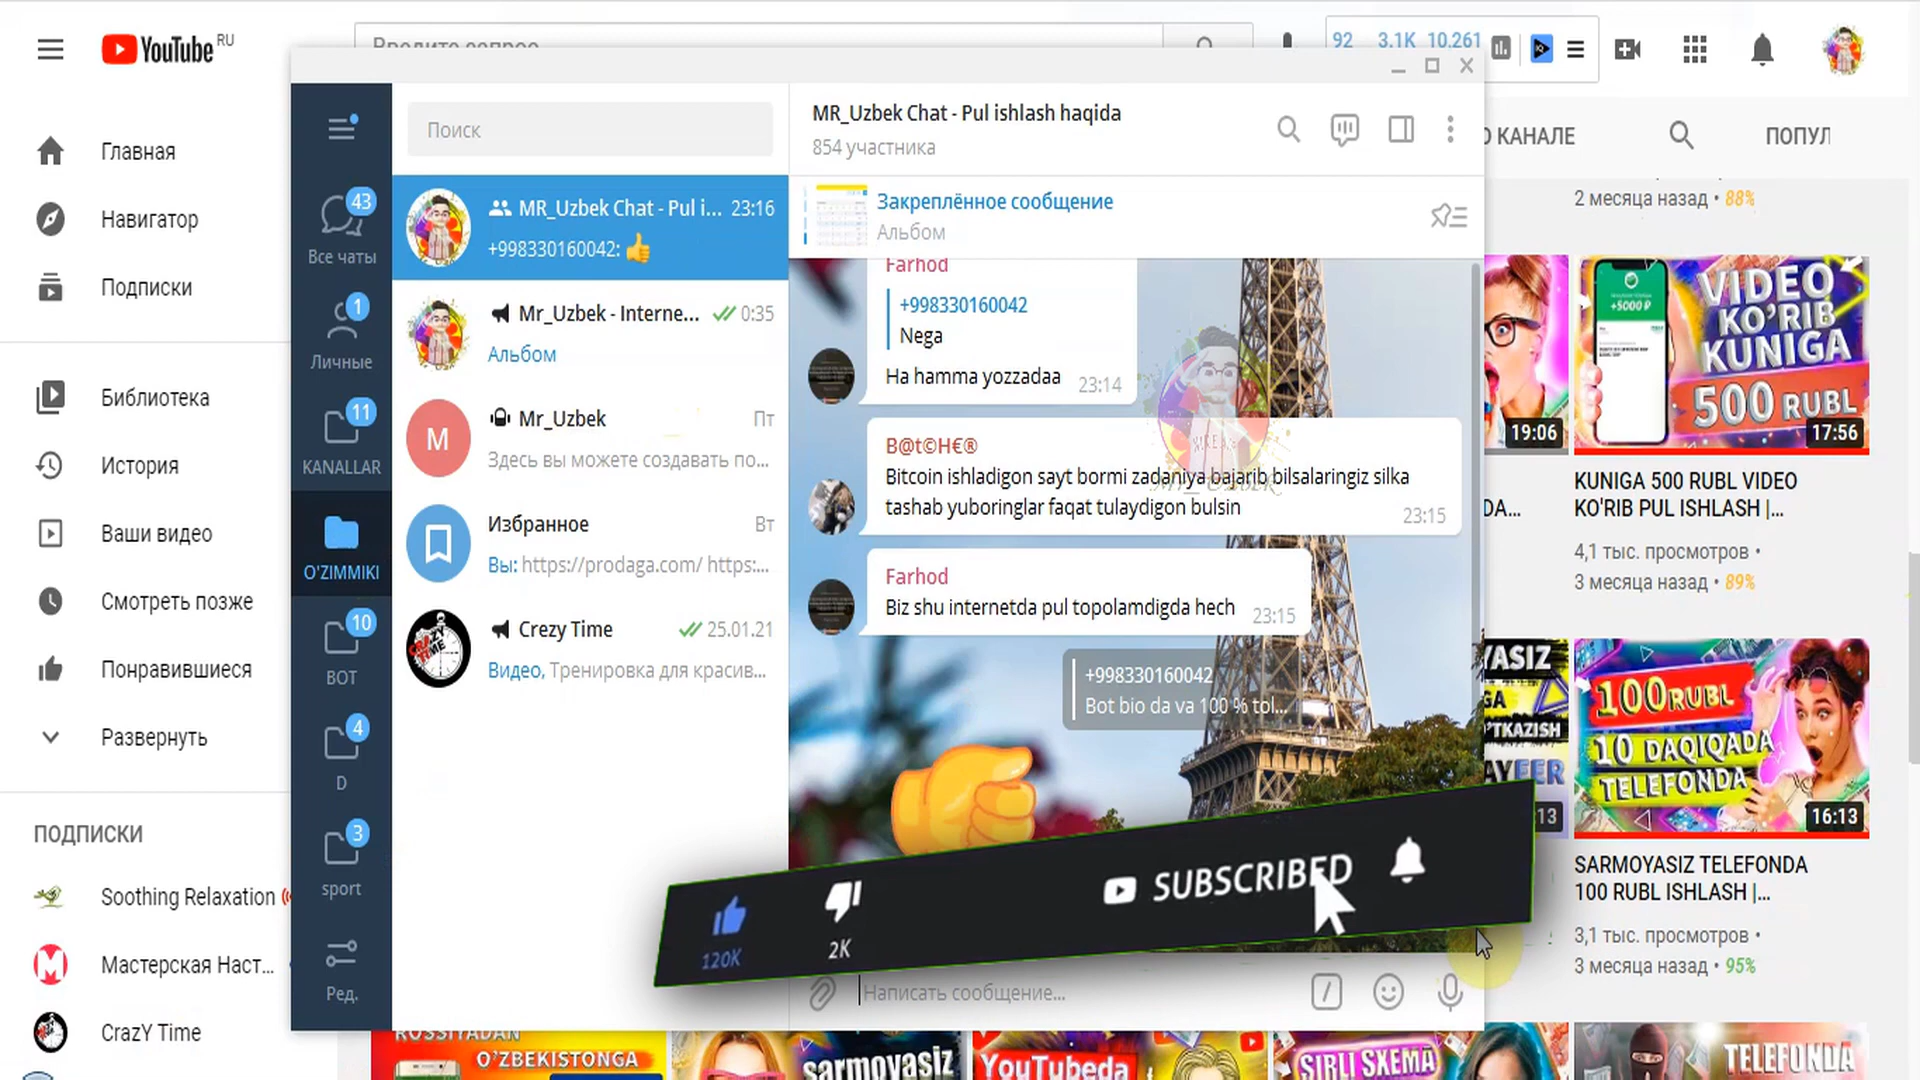 YouTube RU
92 3.1K 10.261
Главная
Навигатор
Подписки
Библиотека
История
Ваши видео
Смотреть позже
Понравившиеся
Развернуть
ПОДПИСКИ
Soothing Relaxation
Мастерская Наст...
CrazY Time
43
Все чаты
1
Личные
11
KANALLAR
O'ZIMMIKI
10
BOT
4
D
3
sport
Ред.
Поиск
MR_Uzbek Chat - Pul i... 23:16
+998330160042: 👍
Mr_Uzbek - Interne... 0:35
Альбом
M
Mr_Uzbek Пт
Здесь вы можете создавать по...
Избранное Вт
Вы: https://prodaga.com/ https:...
Crezy Time 25.01.21
Видео, Тренировка для красив...
MR_Uzbek Chat - Pul ishlash haqida
854 участника
Закреплённое сообщение
Альбом
Farhod
+998330160042
Nega
Ha hamma yozzadaa 23:14
B@t©H€®
Bitcoin ishladigon sayt bormi zadaniya bajarib bilsalaringiz silka
tashab yuboringlar faqat tulaydigon bulsin 23:15
Farhod
Biz shu internetda pul topolamdigda hech 23:15
+998330160042
Bot bio da va 100 % tol...
120K
2K
SUBSCRIBED
Написать сообщение...
О КАНАЛЕ
ПОПУЛ
2 месяца назад • 88%
19:06
VIDEO
KO'RIB
KUNIGA
500 RUBL
+5000 ₽
17:56
KUNIGA 500 RUBL VIDEO
KO'RIB PUL ISHLASH |...
4,1 тыс. просмотров •
3 месяца назад • 89%
DA...
YASIZ
GA
'TKAZISH
AYFER
13
100RUBL
10 DAQIQADA
TELEFONDA
16:13
SARMOYASIZ TELEFONDA
100 RUBL ISHLASH |...
3,1 тыс. просмотров •
3 месяца назад • 95%
ROSSIYADAN
O'ZBEKISTONGA
sarmoyasiz
YouTubeda
SIRLI SXEMA
TELEFONDA